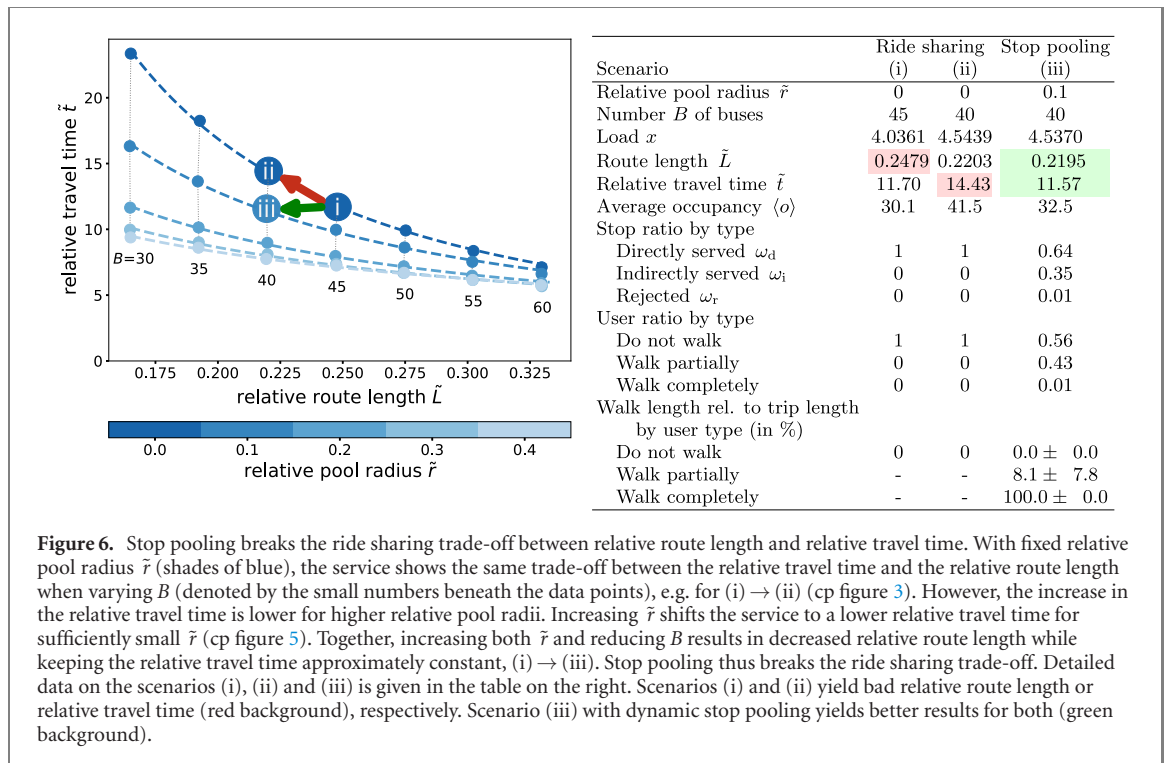 20
15
10
5
0
relative travel time t̃
ii
iii
i
B=30
35
40
45
50
55
60
0.175 0.200 0.225 0.250 0.275 0.300 0.325
relative route length L̃
0.0 0.1 0.2 0.3 0.4
relative pool radius r̃
Ride sharing Stop pooling
Scenario (i) (ii) (iii)
Relative pool radius r̃ 0 0 0.1
Number B of buses 45 40 40
Load x 4.0361 4.5439 4.5370
Route length L̃ 0.2479 0.2203 0.2195
Relative travel time t̃ 11.70 14.43 11.57
Average occupancy ⟨o⟩ 30.1 41.5 32.5
Stop ratio by type
Directly served ωd 1 1 0.64
Indirectly served ωi 0 0 0.35
Rejected ωr 0 0 0.01
User ratio by type
Do not walk 1 1 0.56
Walk partially 0 0 0.43
Walk completely 0 0 0.01
Walk length rel. to trip length
by user type (in %)
Do not walk 0 0 0.0 ± 0.0
Walk partially - - 8.1 ± 7.8
Walk completely - - 100.0 ± 0.0
Figure 6. Stop pooling breaks the ride sharing trade-off between relative route length and relative travel time. With fixed relative
pool radius r̃ (shades of blue), the service shows the same trade-off between the relative travel time and the relative route length
when varying B (denoted by the small numbers beneath the data points), e.g. for (i) → (ii) (cp figure 3). However, the increase in
the relative travel time is lower for higher relative pool radii. Increasing r̃ shifts the service to a lower relative travel time for
sufficiently small r̃ (cp figure 5). Together, increasing both r̃ and reducing B results in decreased relative route length while
keeping the relative travel time approximately constant, (i) → (iii). Stop pooling thus breaks the ride sharing trade-off. Detailed
data on the scenarios (i), (ii) and (iii) is given in the table on the right. Scenarios (i) and (ii) yield bad relative route length or
relative travel time (red background), respectively. Scenario (iii) with dynamic stop pooling yields better results for both (green
background).